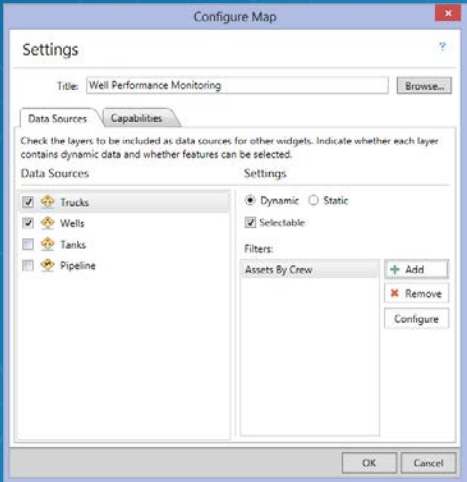 Configure Map
Settings
?
Title: Well Performance Monitoring Browse...
Data Sources Capabilities
Check the layers to be included as data sources for other widgets. Indicate whether each layer
contains dynamic data and whether features can be selected.
Data Sources Settings
Trucks Dynamic Static
Wells Selectable
Tanks Filters:
Pipeline Assets By Crew Add
Remove
Configure
OK Cancel